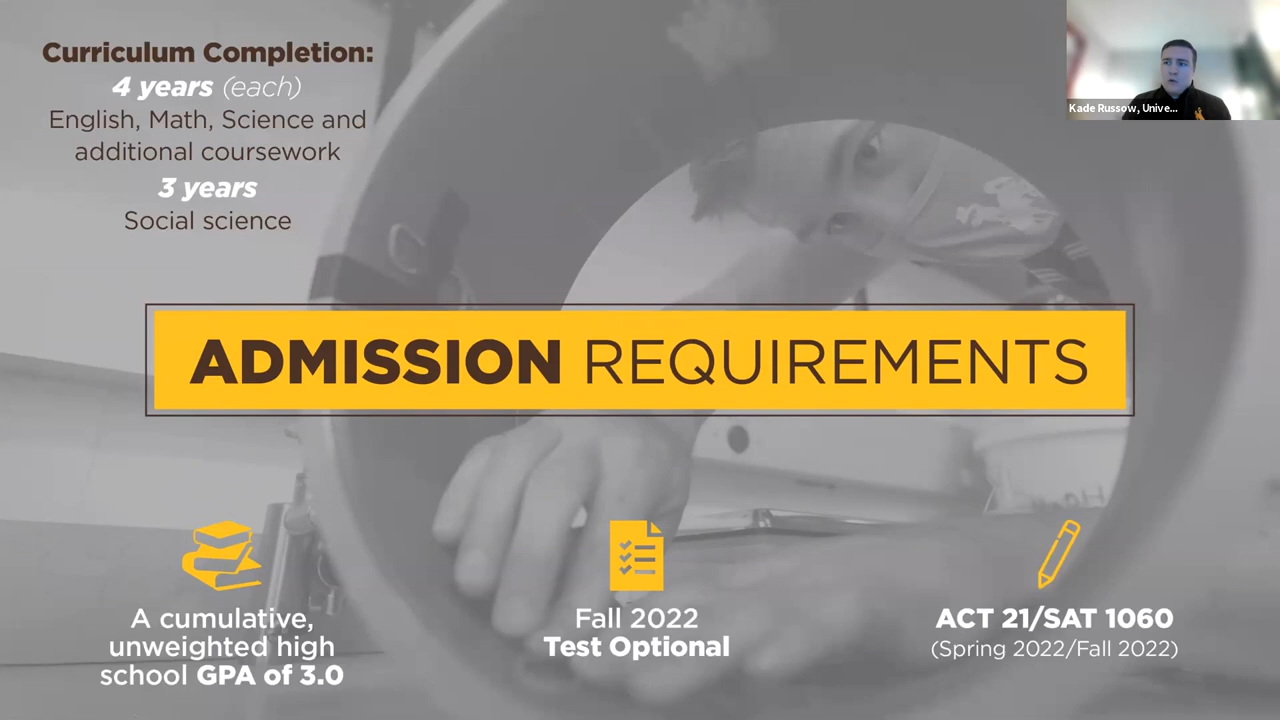 Curriculum Completion:
4 years (each)
English, Math, Science and
additional coursework
3 years
Social science
Kade Russow, Unive...
ADMISSION REQUIREMENTS
A cumulative,
unweighted high
school GPA of 3.0
Fall 2022
Test Optional
ACT 21/SAT 1060
(Spring 2022/Fall 2022)